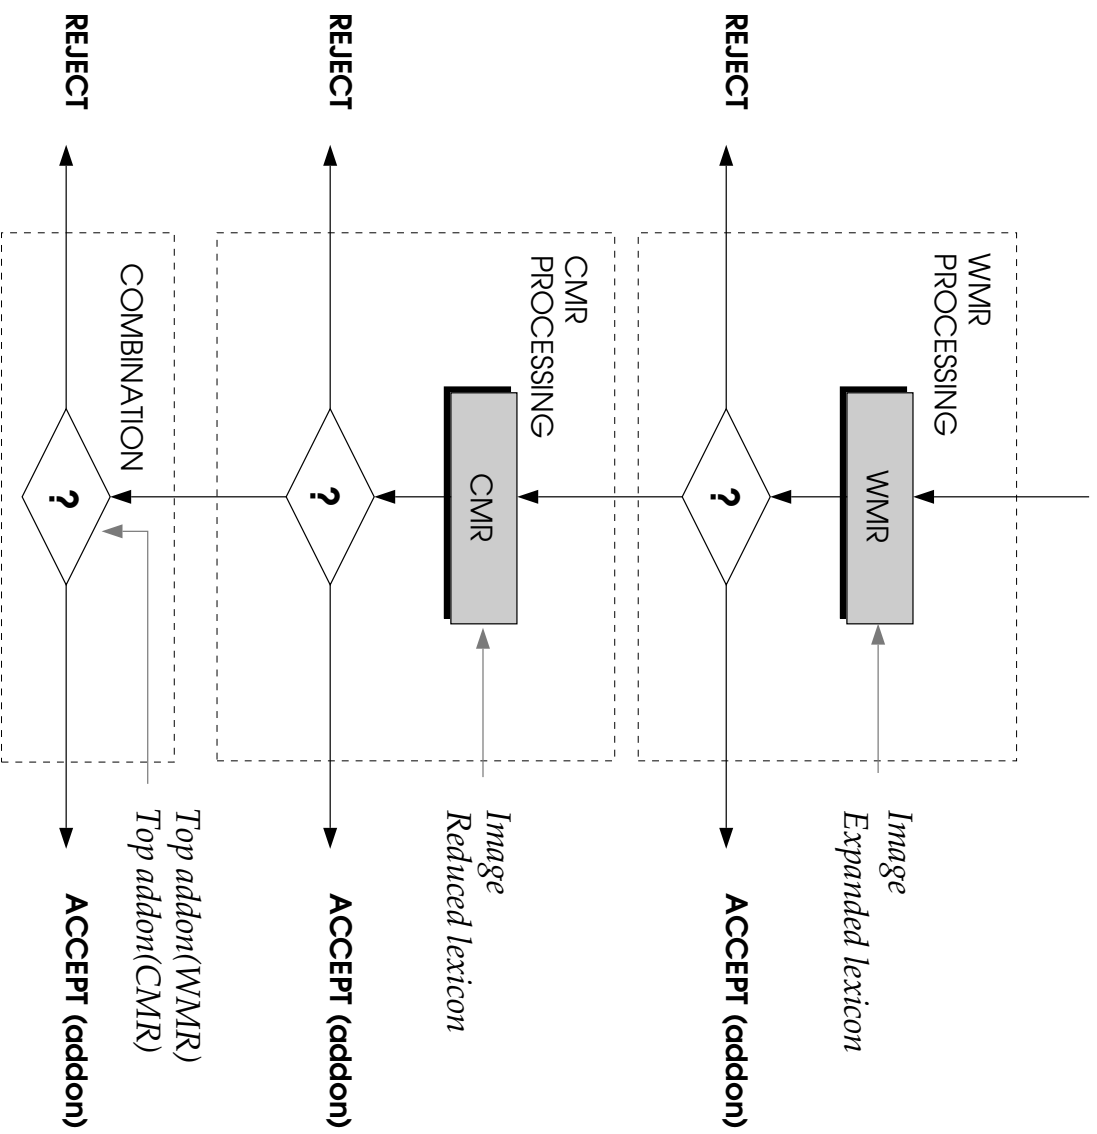 WMR
PROCESSING
WMR
Image
Expanded lexicon
REJECT
?
ACCEPT (addon)
CMR
PROCESSING
CMR
Image
Reduced lexicon
REJECT
?
ACCEPT (addon)
COMBINATION
Top addon(WMR)
Top addon(CMR)
REJECT
?
ACCEPT (addon)